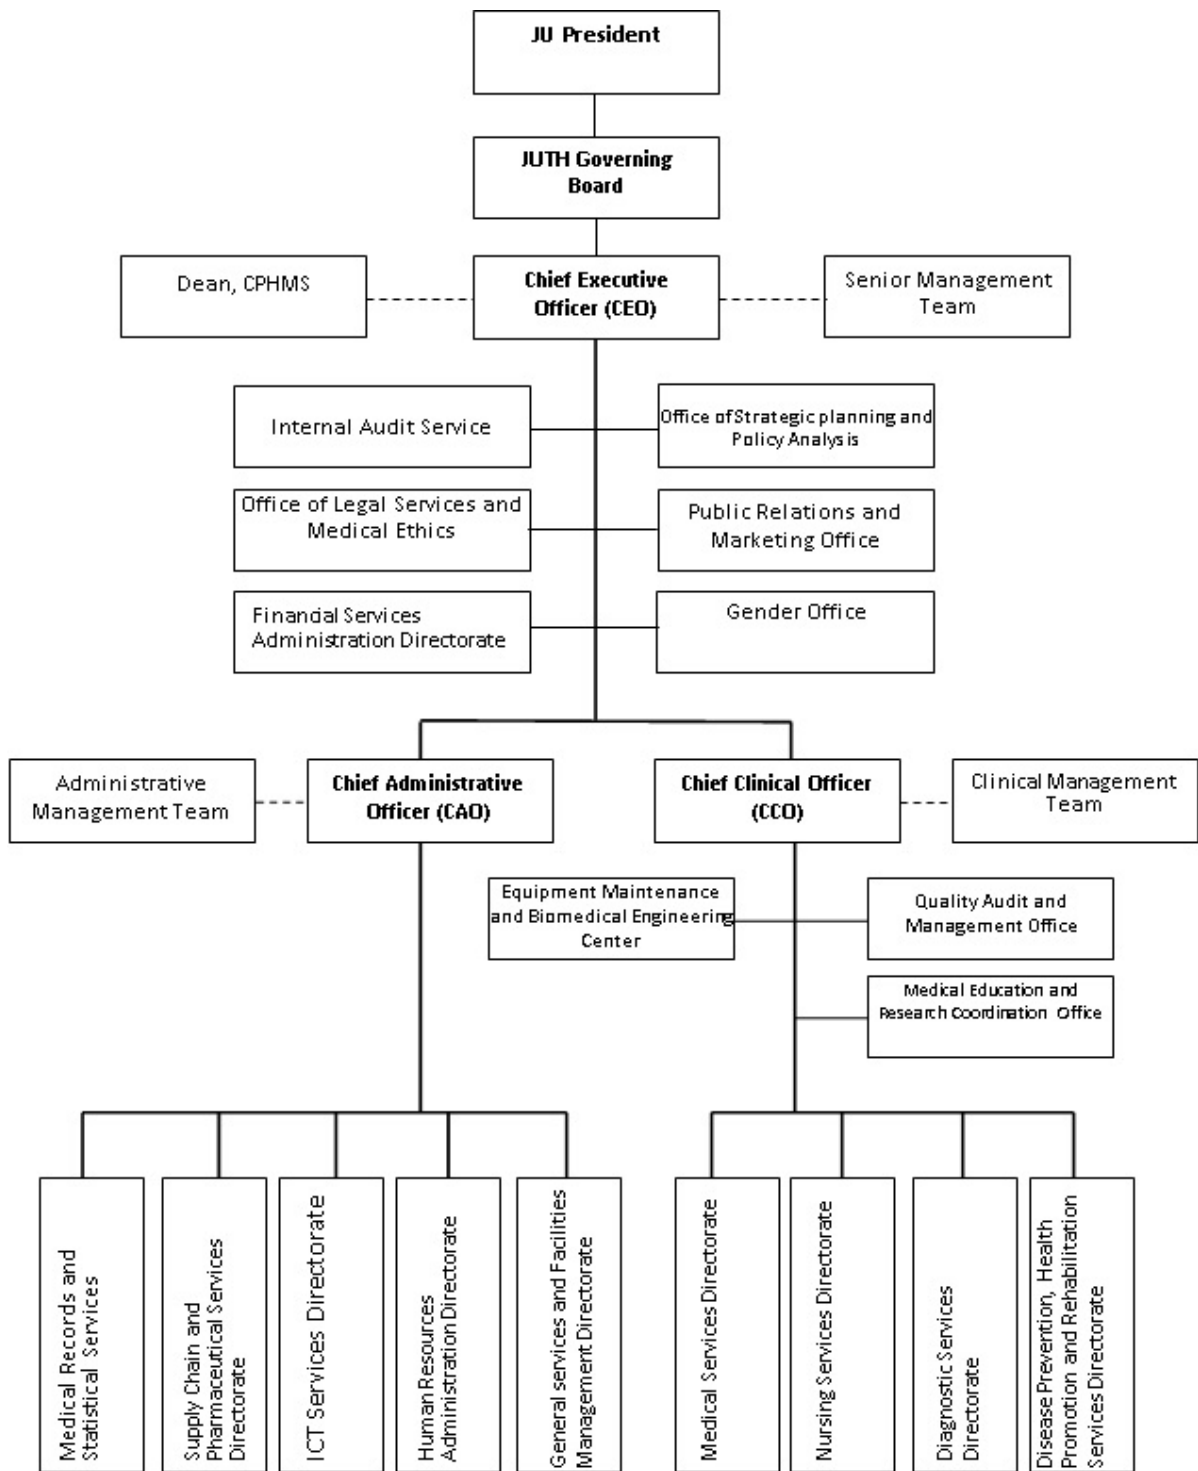 JU President
JUTH Governing
Board
Dean, CPHMS
Chief Executive
Officer (CEO)
Senior Management
Team
Internal Audit Service
Office of Strategic planning and
Policy Analysis
Office of Legal Services and
Medical Ethics
Public Relations and
Marketing Office
Financial Services
Administration Directorate
Gender Office
Administrative
Management Team
Chief Administrative
Officer (CAO)
Chief Clinical Officer
(CCO)
Clinical Management
Team
Equipment Maintenance
and Biomedical Engineering
Center
Quality Audit and
Management Office
Medical Education and
Research Coordination Office
Medical Records and
Statistical Services
Supply Chain and
Pharmaceutical Services
Directorate
ICT Services Directorate
Human Resources
Administration Directorate
General services and Facilities
Management Directorate
Medical Services Directorate
Nursing Services Directorate
Diagnostic Services
Directorate
Disease Prevention, Health
Promotion and Rehabilitation
Services Directorate